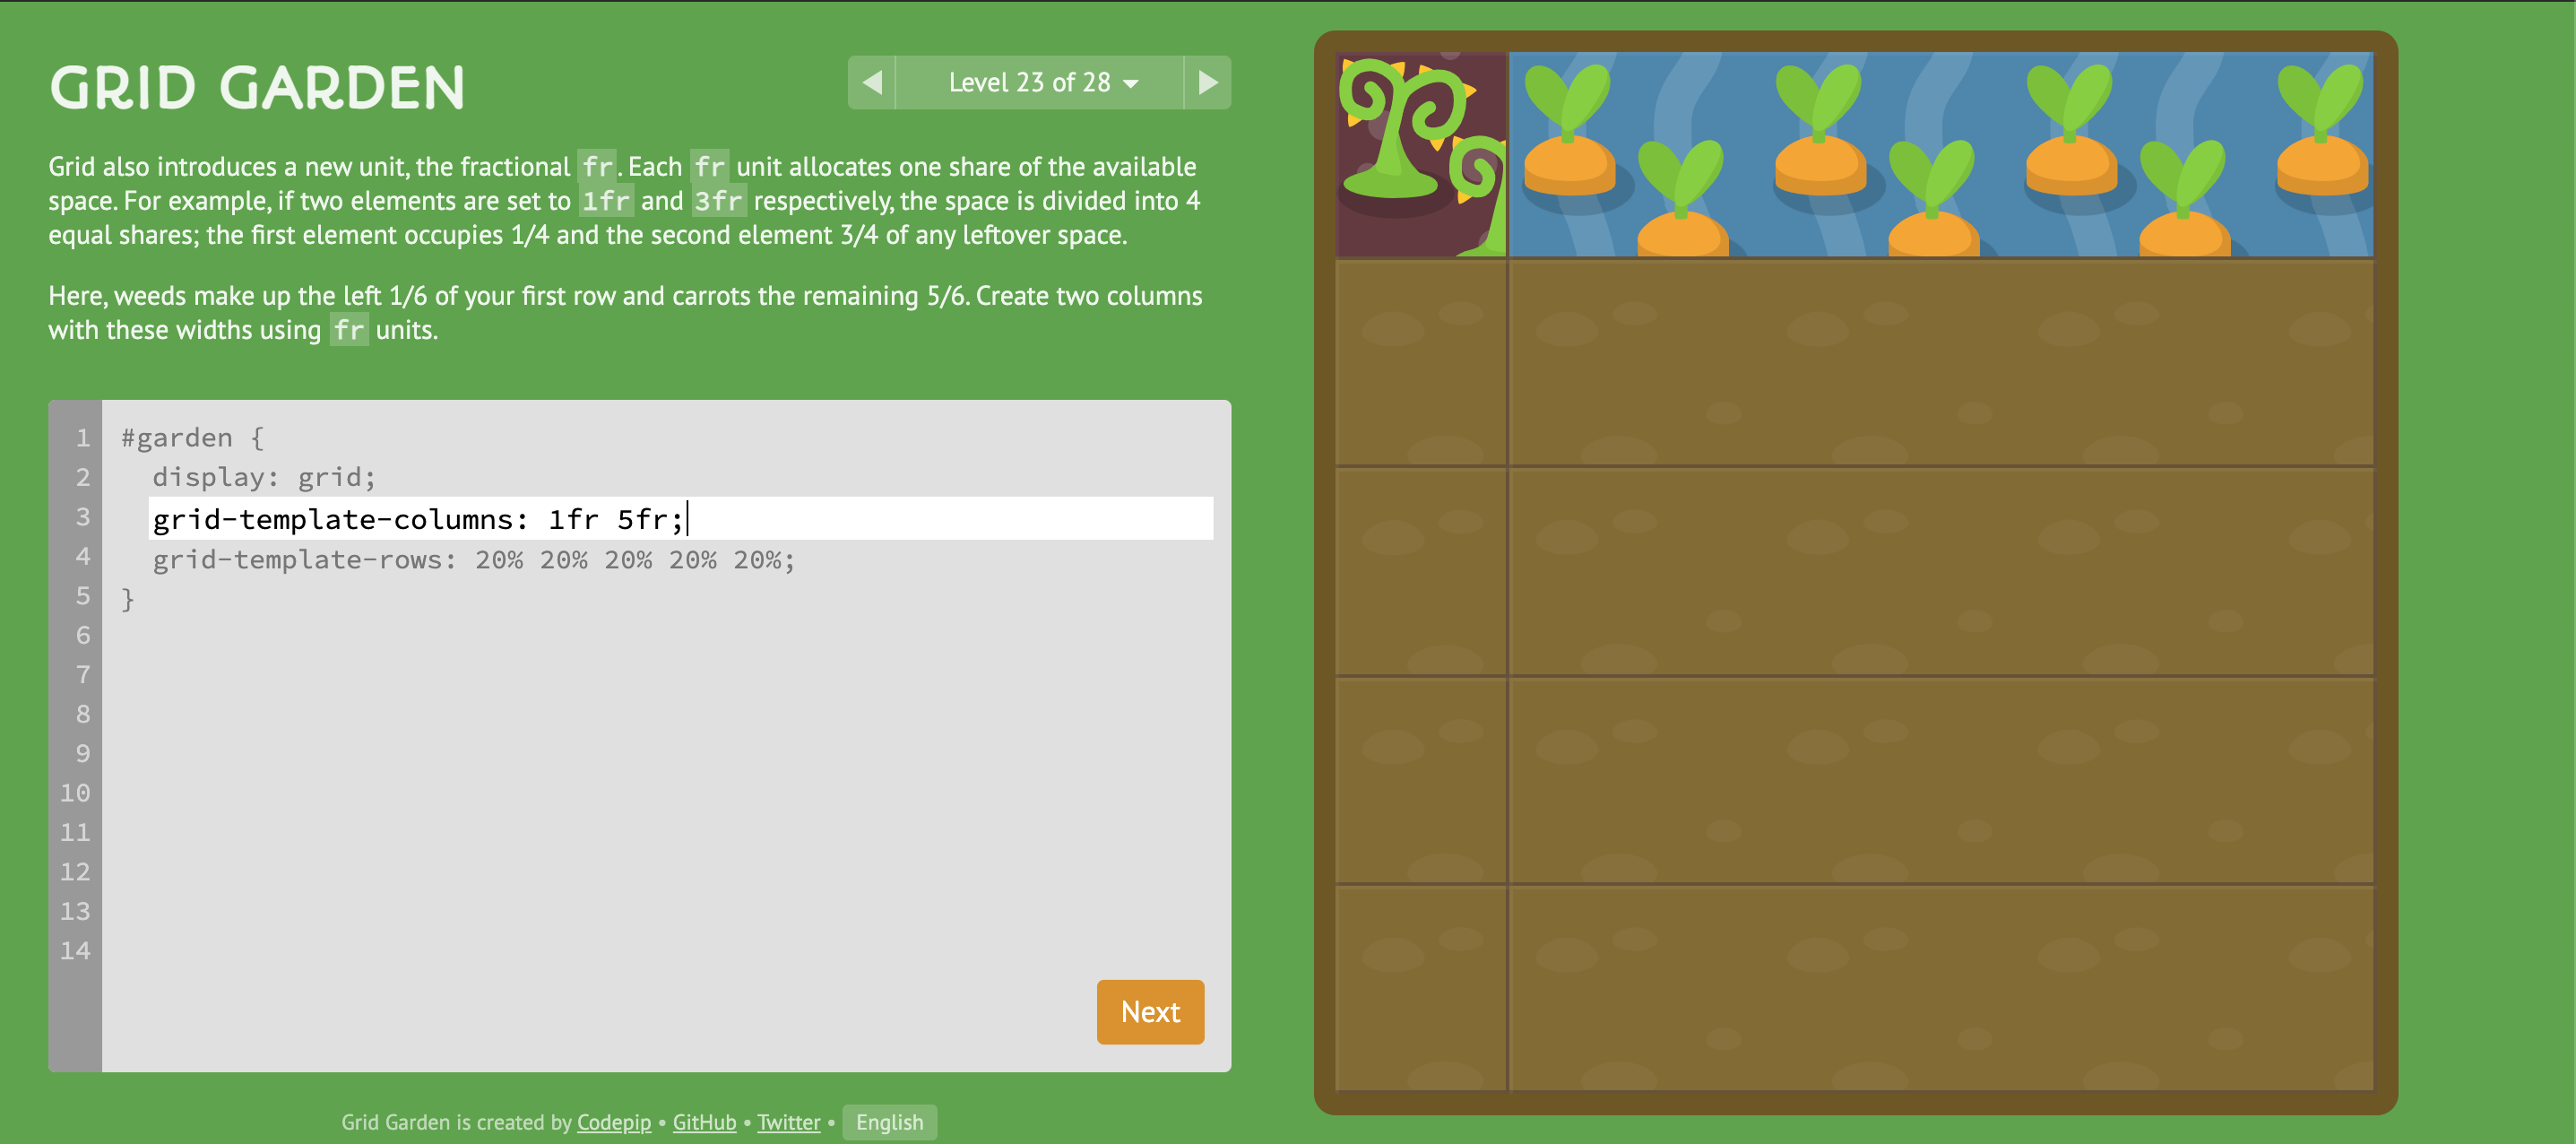 GRID GARDEN
Level 23 of 28
Grid also introduces a new unit, the fractional fr. Each fr unit allocates one share of the available
space. For example, if two elements are set to 1fr and 3fr respectively, the space is divided into 4
equal shares; the first element occupies 1/4 and the second element 3/4 of any leftover space.
Here, weeds make up the left 1/6 of your first row and carrots the remaining 5/6. Create two columns
with these widths using fr units.
1 #garden {
2 display: grid;
3 grid-template-columns: 1fr 5fr;
4 grid-template-rows: 20% 20% 20% 20% 20%;
5 }
6
7
8
9
10
11
12
13
14
Next
Grid Garden is created by Codepip • GitHub • Twitter • English